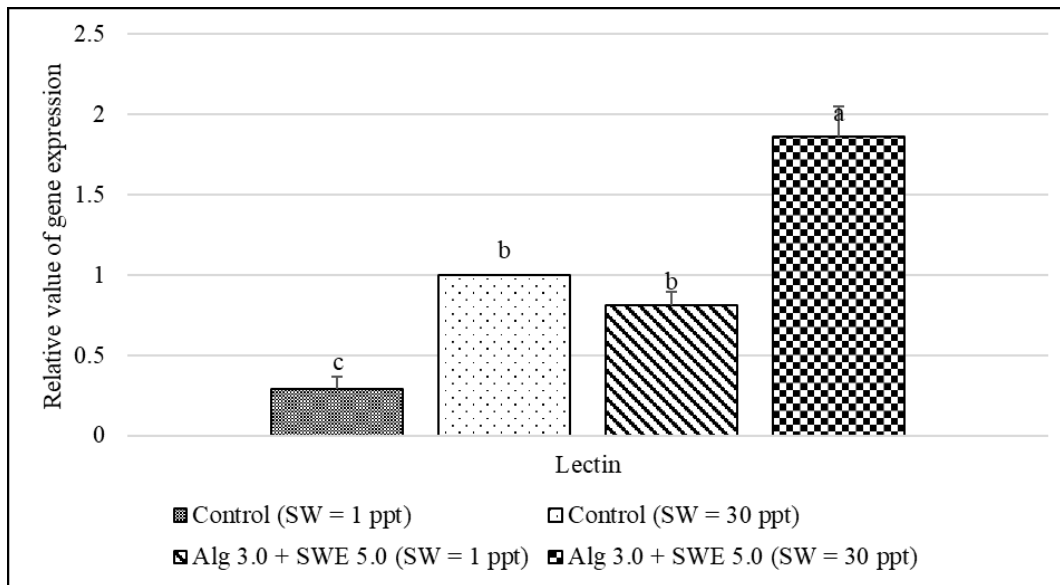 Relative value of gene expression
2.5
2
1.5
1
0.5
0
c
b
b
a
Lectin
Control (SW = 1 ppt)
Control (SW = 30 ppt)
Alg 3.0 + SWE 5.0 (SW = 1 ppt)
Alg 3.0 + SWE 5.0 (SW = 30 ppt)